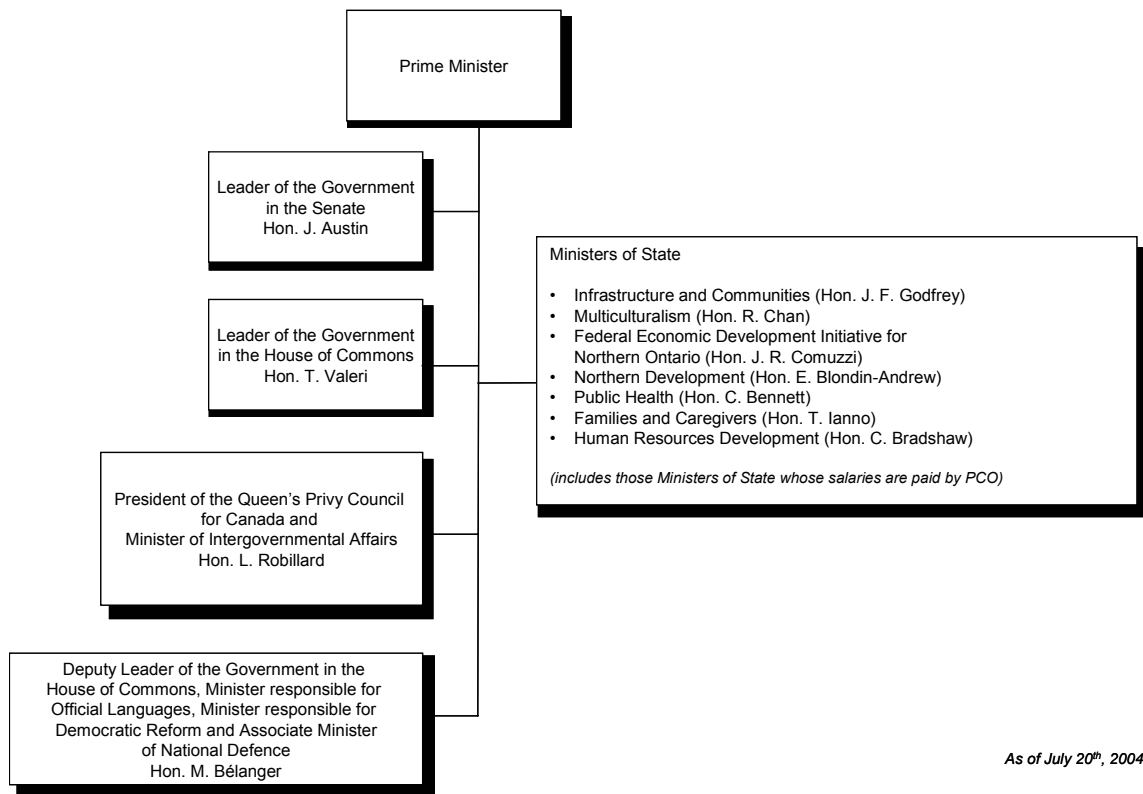 Prime Minister
Leader of the Government
in the Senate
Hon. J. Austin
Leader of the Government
in the House of Commons
Hon. T. Valeri
President of the Queen’s Privy Council
for Canada and
Minister of Intergovernmental Affairs
Hon. L. Robillard
Deputy Leader of the Government in the
House of Commons, Minister responsible for
Official Languages, Minister responsible for
Democratic Reform and Associate Minister
of National Defence
Hon. M. Bélanger
Ministers of State
• Infrastructure and Communities (Hon. J. F. Godfrey)
• Multiculturalism (Hon. R. Chan)
• Federal Economic Development Initiative for
Northern Ontario (Hon. J. R. Comuzzi)
• Northern Development (Hon. E. Blondin-Andrew)
• Public Health (Hon. C. Bennett)
• Families and Caregivers (Hon. T. Ianno)
• Human Resources Development (Hon. C. Bradshaw)
(includes those Ministers of State whose salaries are paid by PCO)
As of July 20th, 2004